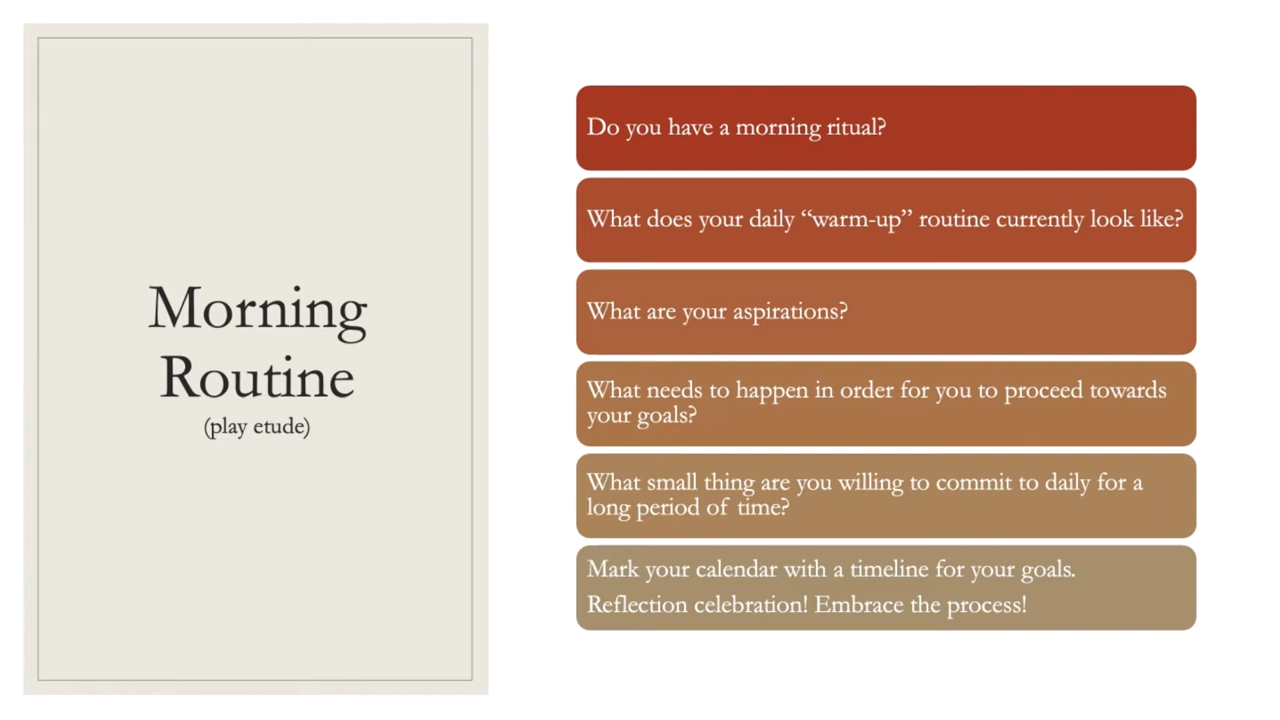 Morning
Routine
(play etude)
Do you have a morning ritual?
What does your daily “warm-up” routine currently look like?
What are your aspirations?
What needs to happen in order for you to proceed towards
your goals?
What small thing are you willing to commit to daily for a
long period of time?
Mark your calendar with a timeline for your goals.
Reflection celebration! Embrace the process!